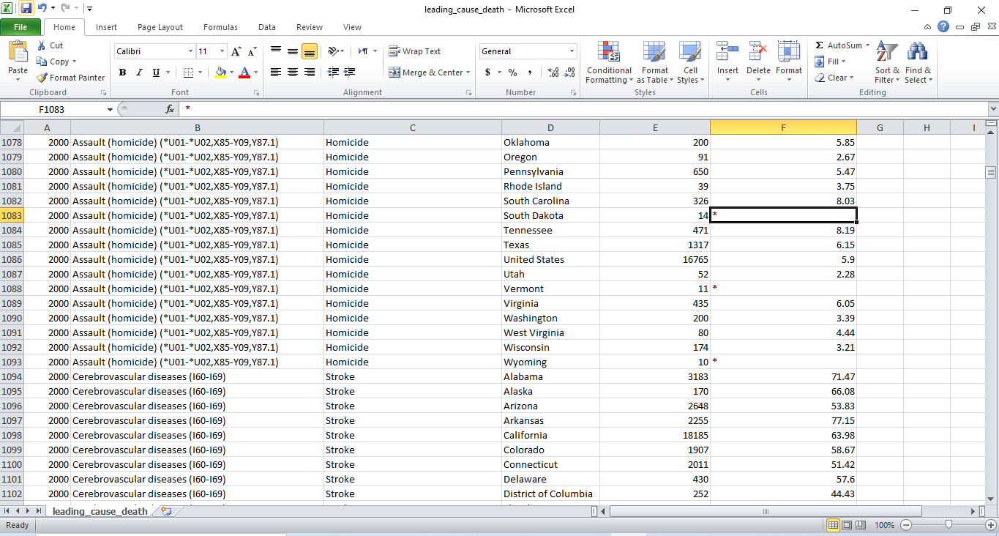 leading_cause_death - Microsoft Excel
File Home Insert Page Layout Formulas Data Review View
Paste
Cut
Copy
Format Painter
Clipboard
Calibri 11
B I U
Font
Wrap Text
Merge & Center
Alignment
General
$ % ,
Number
Conditional Formatting
Format as Table
Cell Styles
Styles
Insert Delete Format
Cells
Σ AutoSum
Fill
Clear
Sort & Filter
Find & Select
Editing
F1083 fx *
A B C D E F G H I
1078 2000 Assault (homicide) (*U01-*U02,X85-Y09,Y87.1) Homicide Oklahoma 200 5.85
1079 2000 Assault (homicide) (*U01-*U02,X85-Y09,Y87.1) Homicide Oregon 91 2.67
1080 2000 Assault (homicide) (*U01-*U02,X85-Y09,Y87.1) Homicide Pennsylvania 650 5.47
1081 2000 Assault (homicide) (*U01-*U02,X85-Y09,Y87.1) Homicide Rhode Island 39 3.75
1082 2000 Assault (homicide) (*U01-*U02,X85-Y09,Y87.1) Homicide South Carolina 326 8.03
1083 2000 Assault (homicide) (*U01-*U02,X85-Y09,Y87.1) Homicide South Dakota 14 *
1084 2000 Assault (homicide) (*U01-*U02,X85-Y09,Y87.1) Homicide Tennessee 471 8.19
1085 2000 Assault (homicide) (*U01-*U02,X85-Y09,Y87.1) Homicide Texas 1317 6.15
1086 2000 Assault (homicide) (*U01-*U02,X85-Y09,Y87.1) Homicide United States 16765 5.9
1087 2000 Assault (homicide) (*U01-*U02,X85-Y09,Y87.1) Homicide Utah 52 2.28
1088 2000 Assault (homicide) (*U01-*U02,X85-Y09,Y87.1) Homicide Vermont 11 *
1089 2000 Assault (homicide) (*U01-*U02,X85-Y09,Y87.1) Homicide Virginia 435 6.05
1090 2000 Assault (homicide) (*U01-*U02,X85-Y09,Y87.1) Homicide Washington 200 3.39
1091 2000 Assault (homicide) (*U01-*U02,X85-Y09,Y87.1) Homicide West Virginia 80 4.44
1092 2000 Assault (homicide) (*U01-*U02,X85-Y09,Y87.1) Homicide Wisconsin 174 3.21
1093 2000 Assault (homicide) (*U01-*U02,X85-Y09,Y87.1) Homicide Wyoming 10 *
1094 2000 Cerebrovascular diseases (I60-I69) Stroke Alabama 3183 71.47
1095 2000 Cerebrovascular diseases (I60-I69) Stroke Alaska 170 66.08
1096 2000 Cerebrovascular diseases (I60-I69) Stroke Arizona 2648 53.83
1097 2000 Cerebrovascular diseases (I60-I69) Stroke Arkansas 2255 77.15
1098 2000 Cerebrovascular diseases (I60-I69) Stroke California 18185 63.98
1099 2000 Cerebrovascular diseases (I60-I69) Stroke Colorado 1907 58.67
1100 2000 Cerebrovascular diseases (I60-I69) Stroke Connecticut 2011 51.42
1101 2000 Cerebrovascular diseases (I60-I69) Stroke Delaware 430 57.6
1102 2000 Cerebrovascular diseases (I60-I69) Stroke District of Columbia 252 44.43
leading_cause_death
Ready 100%